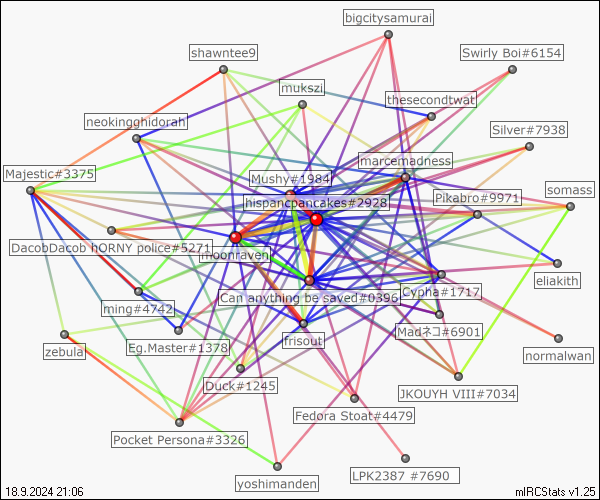 bigcitysamurai
shawntee9
Swirly Boi#6154
mukszi
thesecondtwat
neokingghidorah
Silver#7938
marcemadness
Majestic#3375
Mushy#1984
Pikabro#9971
somass
hispancpancakes#2928
DacobDacob hORNY police#5271
moonraven
eliakith
Can anything be saved#0396
Cypha#1717
ming#4742
Madネコ#6901
Eg.Master#1378
frisout
zebula
normalwan
Duck#1245
JKOUYH VIII#7034
Fedora Stoat#4479
Pocket Persona#3326
LPK2387 #7690
yoshimanden
18.9.2024 21:06
mIRCStats v1.25